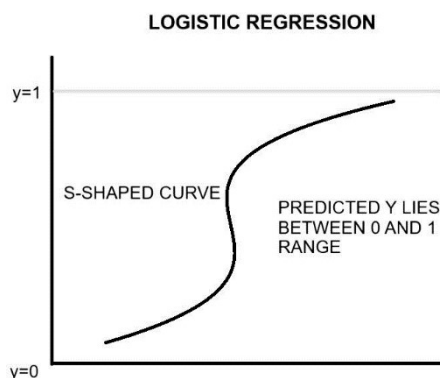 LOGISTIC REGRESSION
y=1
S-SHAPED CURVE
PREDICTED Y LIES
BETWEEN 0 AND 1
RANGE
y=0